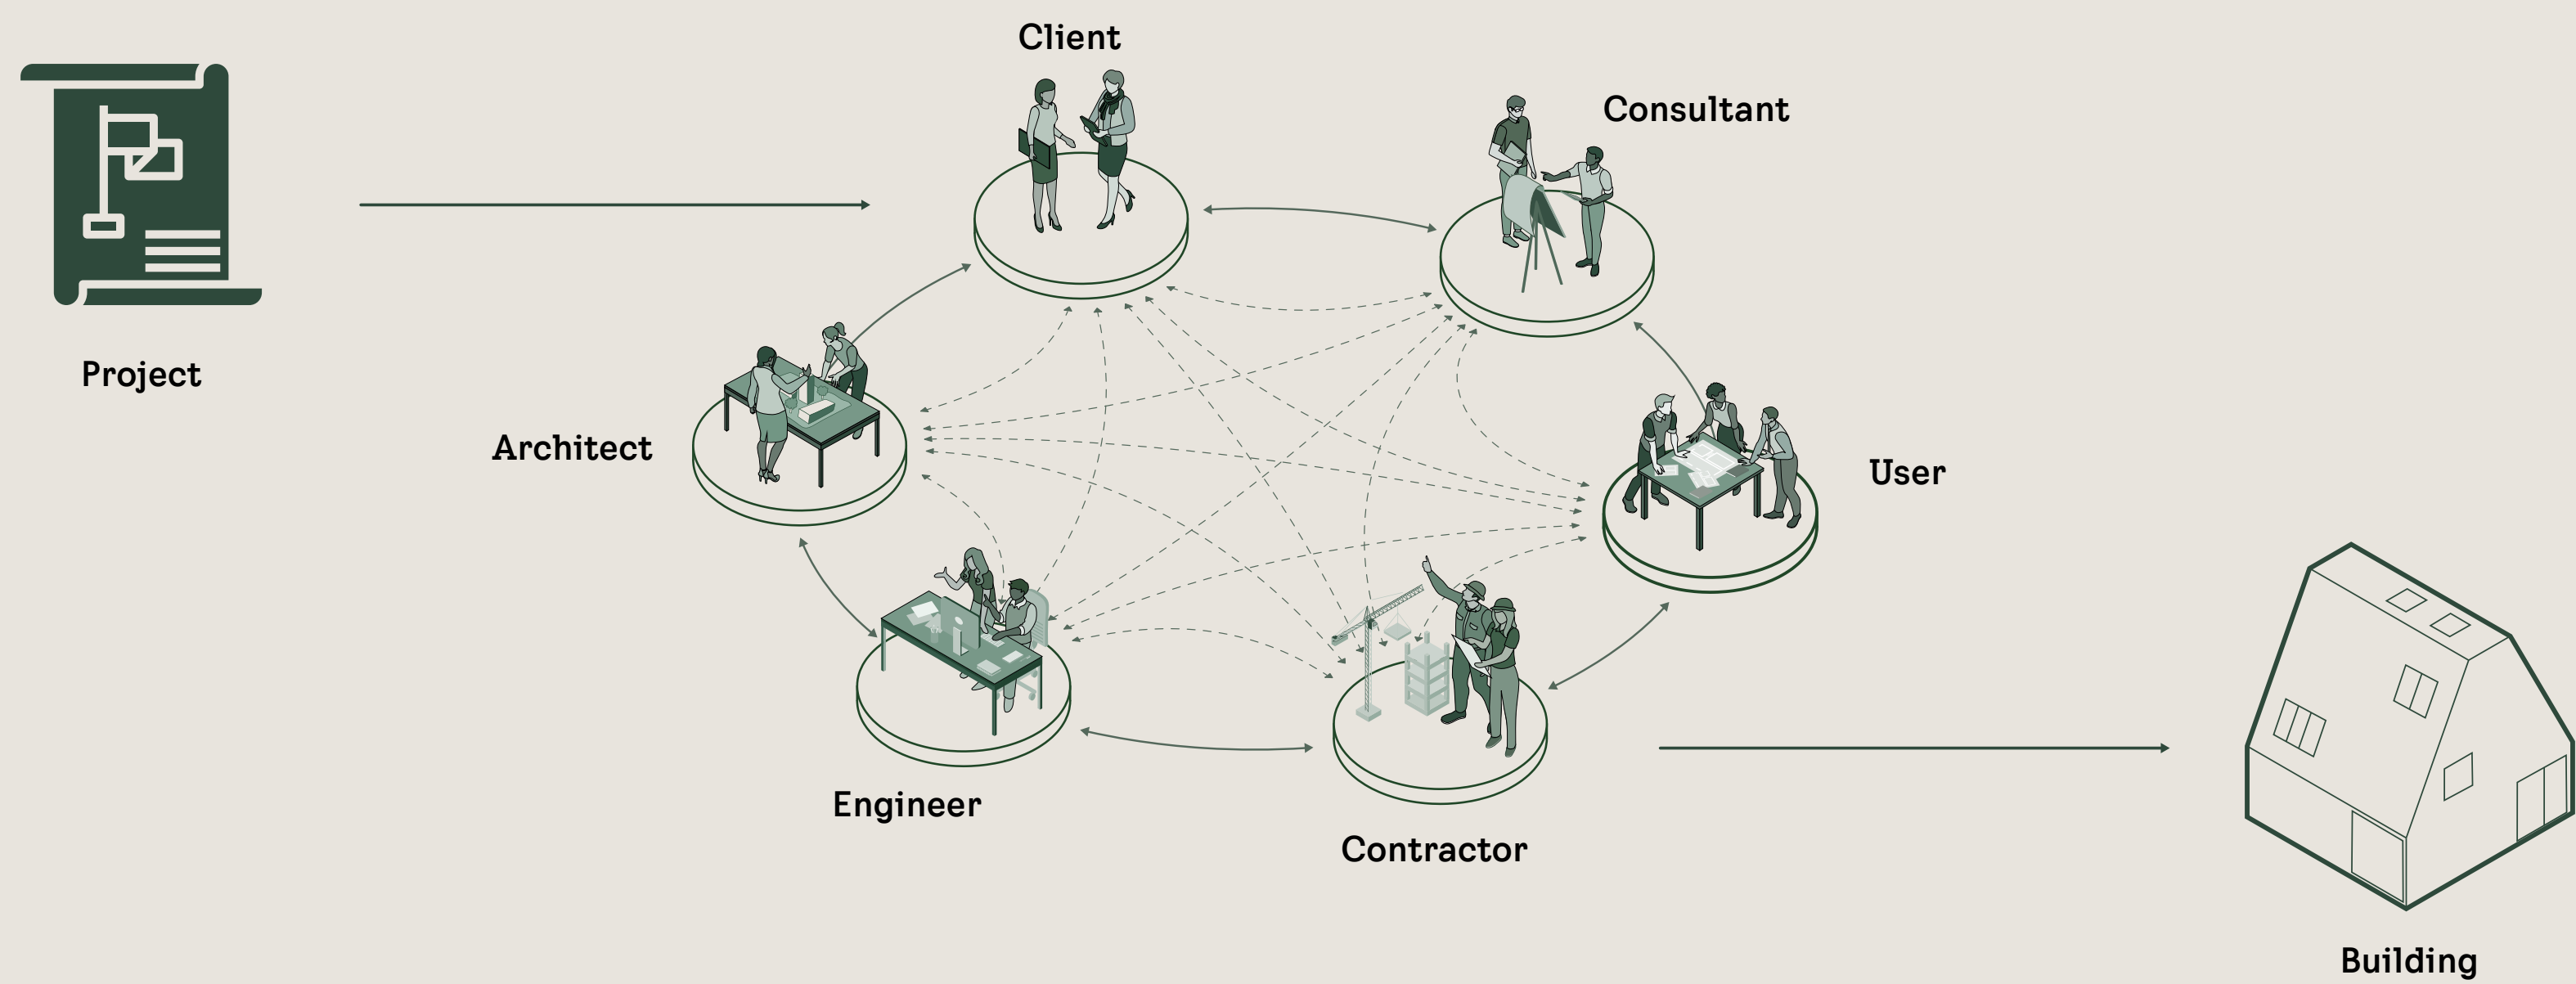 Client
Consultant
Project
Architect
User
Engineer
Contractor
Building